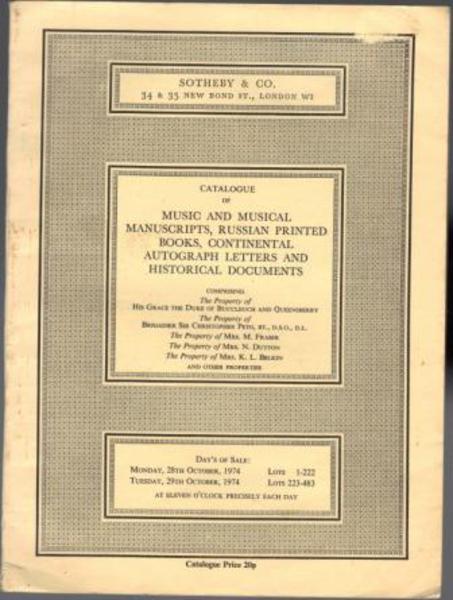 SOTHEBY & CO.
34 & 35 NEW BOND ST., LONDON W1
CATALOGUE
OF
MUSIC AND MUSICAL
MANUSCRIPTS, RUSSIAN PRINTED
BOOKS, CONTINENTAL
AUTOGRAPH LETTERS AND
HISTORICAL DOCUMENTS
COMPRISING
The Property of
HIS GRACE THE DUKE OF BUCCLEUCH AND QUEENSBERRY
The Property of
BRIGADIER SIR CHRISTOPHER PETO, BT., D.S.O., D.L.
The Property of MRS. M. FRASER
The Property of MRS. N. DUTTON
The Property of MRS. K. L. BELKIN
AND OTHER PROPERTIES
DAY'S OF SALE:
MONDAY, 28TH OCTOBER, 1974 LOTS 1-222
TUESDAY, 29TH OCTOBER, 1974 LOTS 223-483
AT ELEVEN O'CLOCK PRECISELY EACH DAY
Catalogue Price 20p